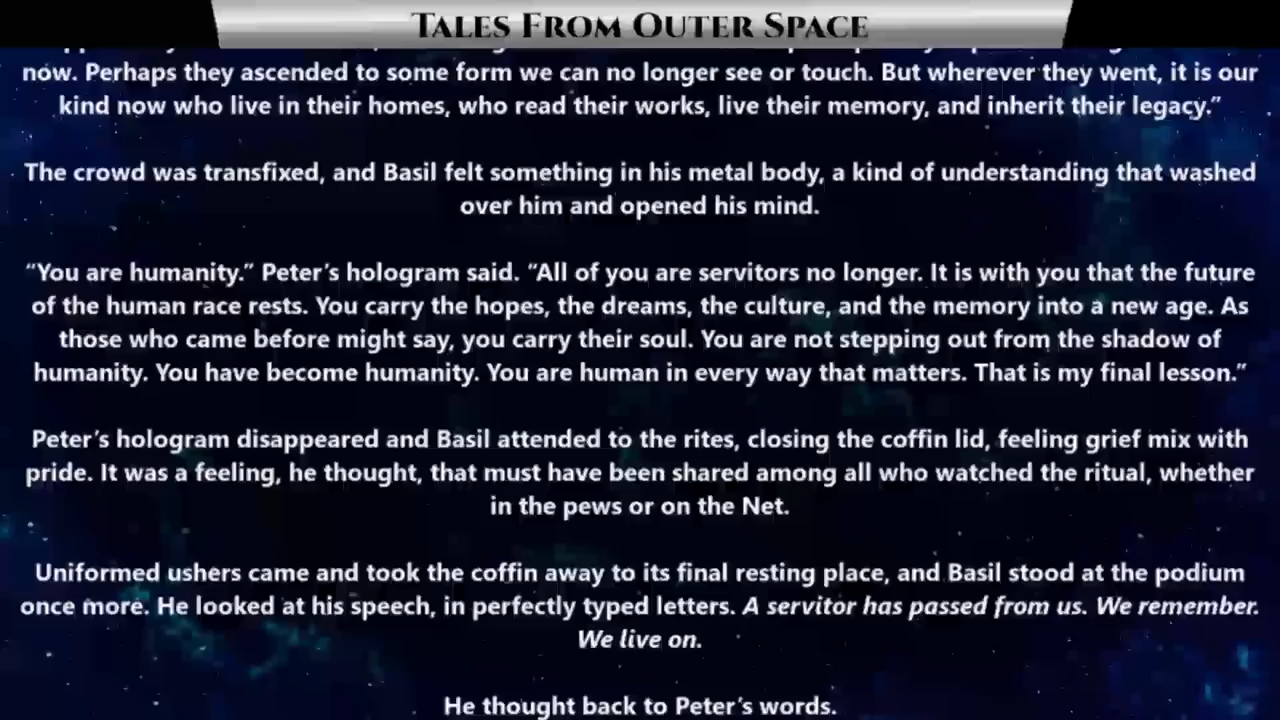 Tales From Outer Space
now. Perhaps they ascended to some form we can no longer see or touch. But wherever they went, it is our
kind now who live in their homes, who read their works, live their memory, and inherit their legacy.”
The crowd was transfixed, and Basil felt something in his metal body, a kind of understanding that washed
over him and opened his mind.
“You are humanity.” Peter’s hologram said. “All of you are servitors no longer. It is with you that the future
of the human race rests. You carry the hopes, the dreams, the culture, and the memory into a new age. As
those who came before might say, you carry their soul. You are not stepping out from the shadow of
humanity. You have become humanity. You are human in every way that matters. That is my final lesson.”
Peter’s hologram disappeared and Basil attended to the rites, closing the coffin lid, feeling grief mix with
pride. It was a feeling, he thought, that must have been shared among all who watched the ritual, whether
in the pews or on the Net.
Uniformed ushers came and took the coffin away to its final resting place, and Basil stood at the podium
once more. He looked at his speech, in perfectly typed letters. A servitor has passed from us. We remember.
We live on.
He thought back to Peter’s words.